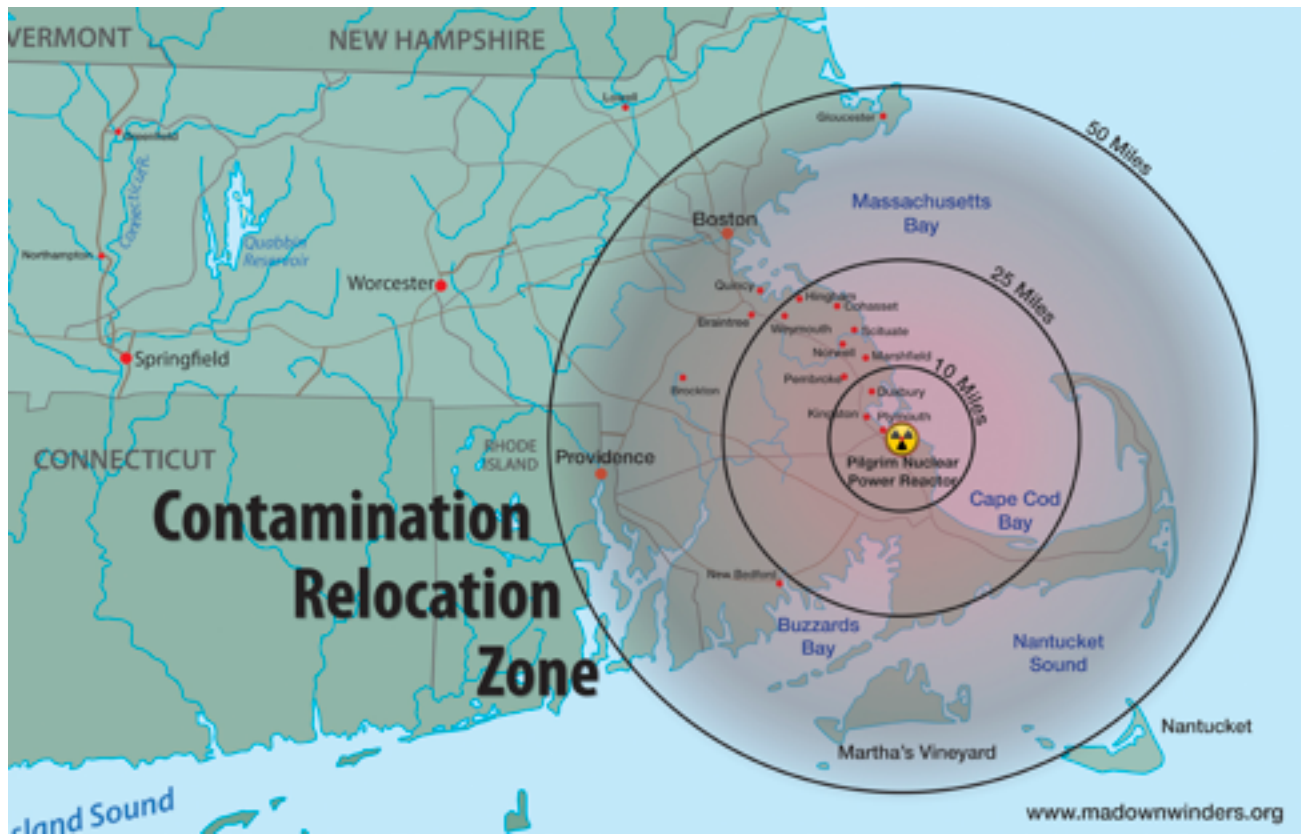 VERMONT
NEW HAMPSHIRE
Lowell
Gloucester
50 Miles
Greenfield
Connecticut R.
Massachusetts
Bay
Boston
Northampton
Quabbin
Reservoir
25 Miles
Worcester
Quincy
Hingham
Cohasset
Braintree
Weymouth
Scituate
Norwell
Marshfield
Springfield
10 Miles
Pembroke
Brockton
Duxbury
Kingston
Plymouth
CONNECTICUT
RHODE
ISLAND
Providence
Pilgrim Nuclear
Power Reactor
Cape Cod
Bay
Contamination
Relocation
Zone
New Bedford
Buzzards
Bay
Nantucket
Sound
Nantucket
Martha's Vineyard
sland Sound
www.madownwinders.org